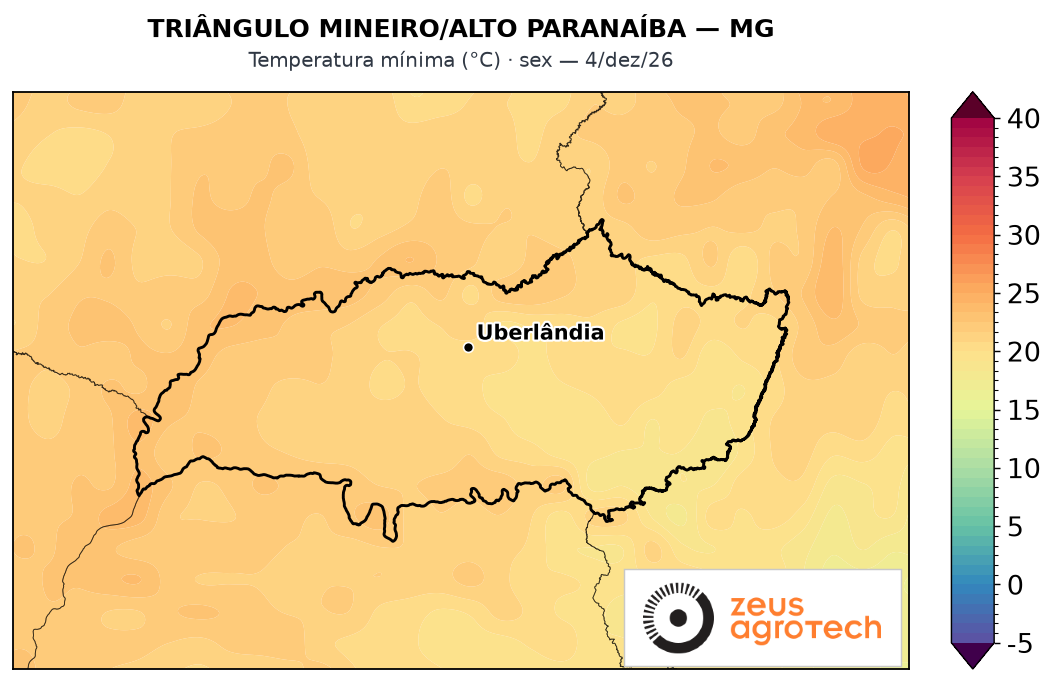 TRIÂNGULO MINEIRO/ALTO PARANAÍBA — MG
Temperatura mínima (°C) · sex — 4/dez/26
Uberlândia
40
35
30
25
20
15
10
5
0
-5
zeus
agrotech